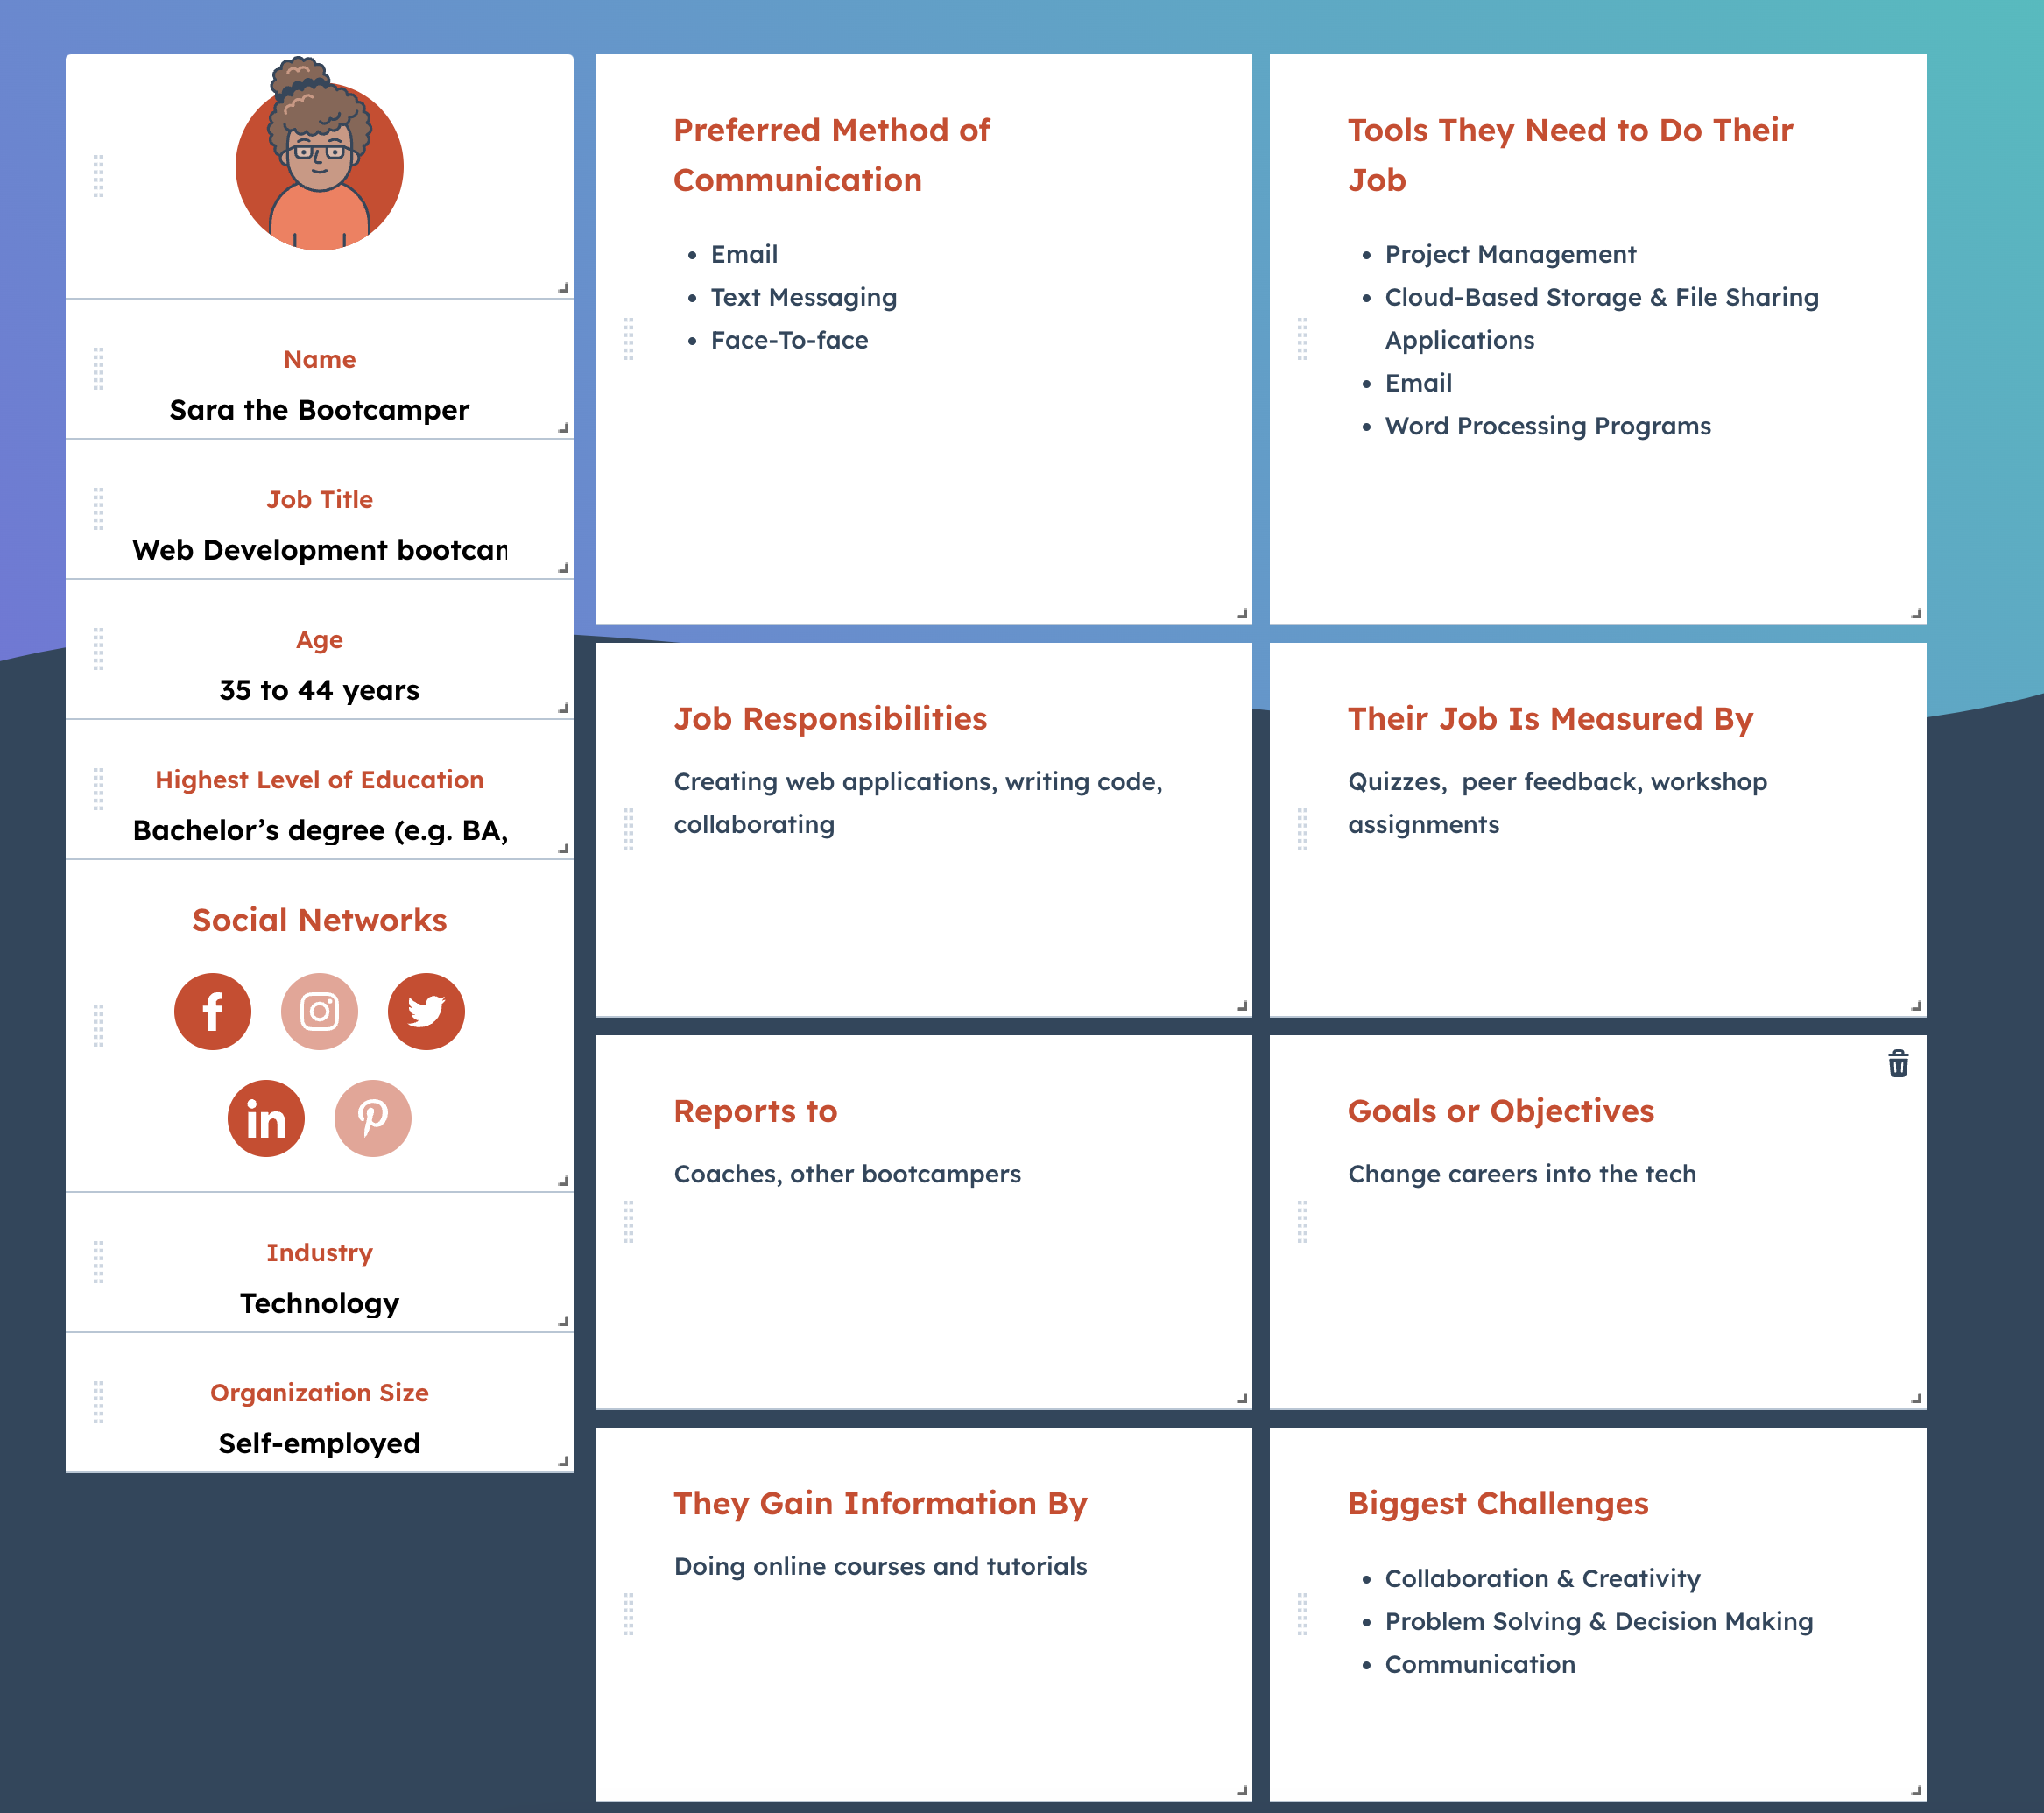 Name
Sara the Bootcamper
Job Title
Web Development bootcan
Age
35 to 44 years
Highest Level of Education
Bachelor’s degree (e.g. BA,
Social Networks
Industry
Technology
Organization Size
Self-employed
Preferred Method of
Communication
• Email
• Text Messaging
• Face-To-face
Tools They Need to Do Their
Job
• Project Management
• Cloud-Based Storage & File Sharing
Applications
• Email
• Word Processing Programs
Job Responsibilities
Creating web applications, writing code,
collaborating
Their Job Is Measured By
Quizzes,  peer feedback, workshop
assignments
Reports to
Coaches, other bootcampers
Goals or Objectives
Change careers into the tech
They Gain Information By
Doing online courses and tutorials
Biggest Challenges
• Collaboration & Creativity
• Problem Solving & Decision Making
• Communication